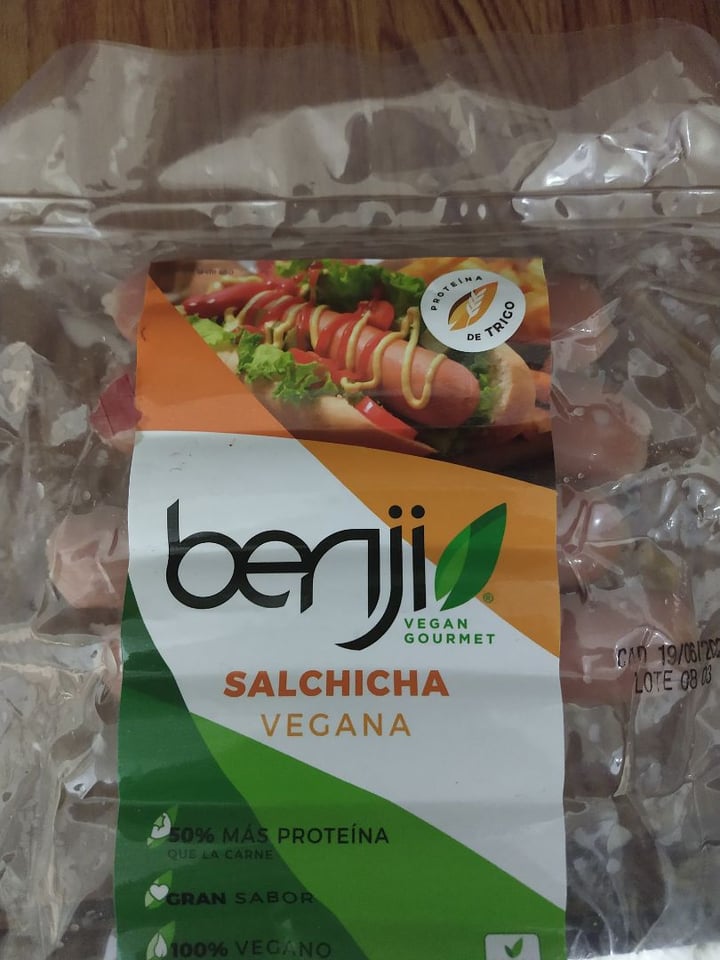 PROTEÍNA
DE TRIGO
benji
®
VEGAN
GOURMET
SALCHICHA
VEGANA
CAD 19/06/202
LOTE 08 03
50% MÁS PROTEÍNA
QUE LA CARNE
GRAN SABOR
100% VEGANO